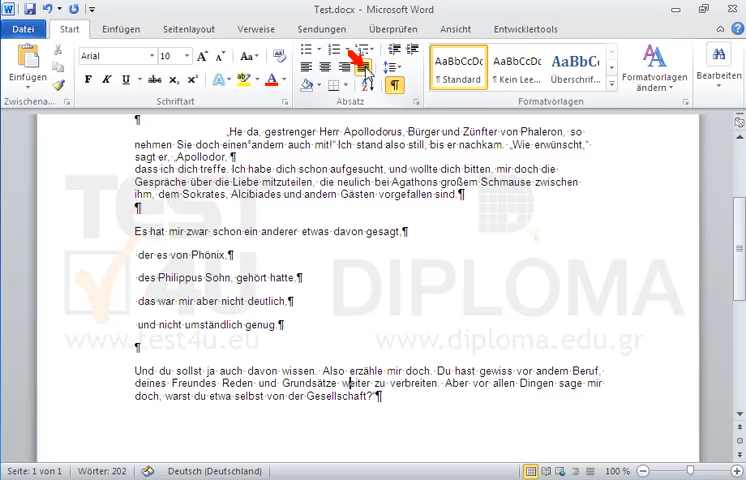 Test.docx - Microsoft Word
Datei Start Einfügen Seitenlayout Verweise Sendungen Überprüfen Ansicht Entwicklertools
Arial 10
Einfügen
F K U
AaBbCcDc AaBbCcDc AaBbC
¶ Standard ¶ Kein Leer... Überschrif...
Formatvorlagen ändern
Bearbeiten
Zwischena... Schriftart Absatz Formatvorlagen
¶
„He da, gestrenger Herr Apollodorus, Bürger und Zünfter von Phaleron, so
nehmen Sie doch einen°andern auch mit!“ Ich stand also still, bis er nachkam. „Wie erwünscht,“
sagt er, „Apollodor, ¶
dass ich dich treffe. Ich habe dich schon aufgesucht, und wollte dich bitten, mir doch die
Gespräche über die Liebe mitzuteilen, die neulich bei Agathons großem Schmause zwischen
ihm, dem Sokrates, Alcibiades und andern Gästen vorgefallen sind.¶
¶
Es hat mir zwar schon ein anderer etwas davon gesagt,¶
der es von Phönix,¶
des Philippus Sohn, gehört hatte,¶
das war mir aber nicht deutlich,¶
und nicht umständlich genug.¶
¶
Und du sollst ja auch davon wissen. Also erzähle mir doch. Du hast gewiss vor andern Beruf,
deines Freundes Reden und Grundsätze weiter zu verbreiten. Aber vor allen Dingen sage mir
doch, warst du etwa selbst von der Gesellschaft?“¶
TEST 4U
www.test4u.eu
DIPLOMA
www.diploma.edu.gr
Seite: 1 von 1 Wörter: 202 Deutsch (Deutschland) 100 %